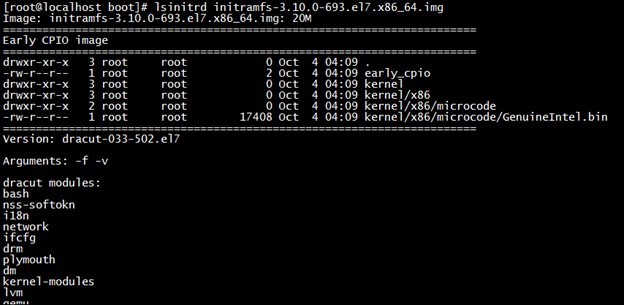 [root@localhost boot]# lsinitrd initramfs-3.10.0-693.el7.x86_64.img
Image: initramfs-3.10.0-693.el7.x86_64.img: 20M
========================================================================
Early CPIO image
========================================================================
drwxr-xr-x   3 root     root            0 Oct  4 04:09 .
-rw-r--r--   1 root     root            2 Oct  4 04:09 early_cpio
drwxr-xr-x   3 root     root            0 Oct  4 04:09 kernel
drwxr-xr-x   3 root     root            0 Oct  4 04:09 kernel/x86
drwxr-xr-x   2 root     root            0 Oct  4 04:09 kernel/x86/microcode
-rw-r--r--   1 root     root        17408 Oct  4 04:09 kernel/x86/microcode/GenuineIntel.bin
========================================================================
Version: dracut-033-502.el7
Arguments: -f -v
dracut modules:
bash
nss-softokn
i18n
network
ifcfg
drm
plymouth
dm
kernel-modules
lvm
qemu